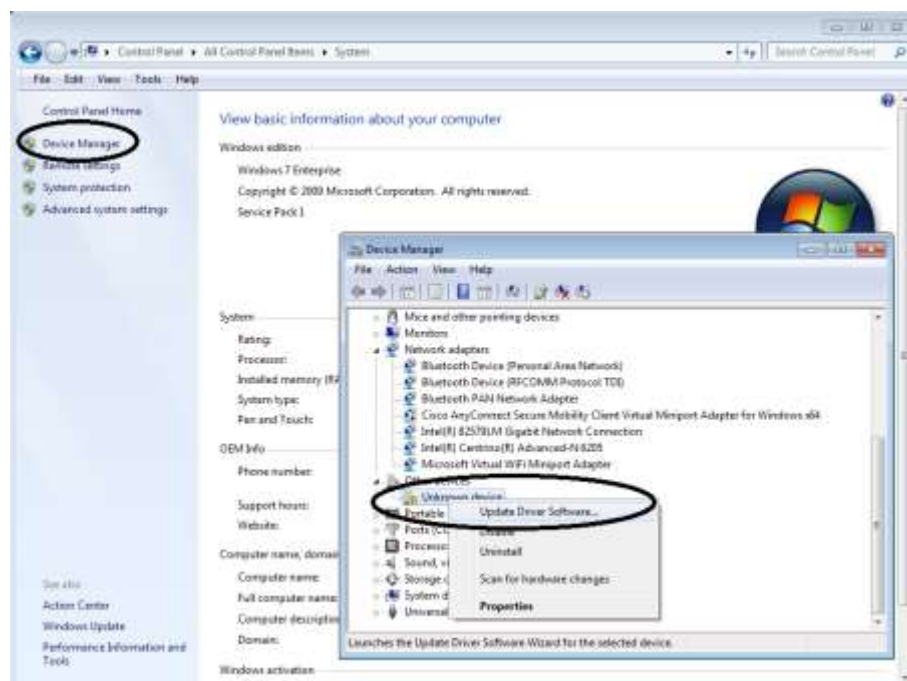 Control Panel ▸ All Control Panel Items ▸ System
Search Control Panel
File Edit View Tools Help
Control Panel Home
Device Manager
Remote settings
System protection
Advanced system settings
See also
Action Center
Windows Update
Performance Information and
Tools
View basic information about your computer
Windows edition
Windows 7 Enterprise
Copyright © 2009 Microsoft Corporation. All rights reserved.
Service Pack 1
System
Rating:
Processor:
Installed memory (RA
System type:
Pen and Touch:
OEM Info
Phone number:
Support hours:
Website:
Computer name, domai
Computer name:
Full computer name:
Computer description
Domain:
Windows activation
Device Manager
File Action View Help
Mice and other pointing devices
Monitors
Network adapters
Bluetooth Device (Personal Area Network)
Bluetooth Device (RFCOMM Protocol TDI)
Bluetooth PAN Network Adapter
Cisco AnyConnect Secure Mobility Client Virtual Miniport Adapter for Windows x64
Intel(R) 82579LM Gigabit Network Connection
Intel(R) Centrino(R) Advanced-N 6205
Microsoft Virtual WiFi Miniport Adapter
Other devices
Unknown device
Portable
Ports (CO
Processo
Sound, vi
Storage c
System d
Universal
Update Driver Software...
Disable
Uninstall
Scan for hardware changes
Properties
Launches the Update Driver Software Wizard for the selected device.